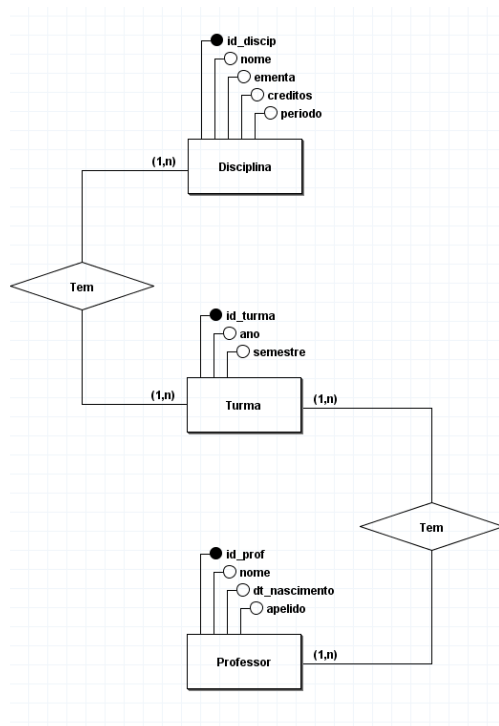 id_discip
nome
ementa
creditos
periodo
(1,n)
Disciplina
Tem
id_turma
ano
semestre
(1,n)
Turma
(1,n)
Tem
id_prof
nome
dt_nascimento
apelido
Professor
(1,n)